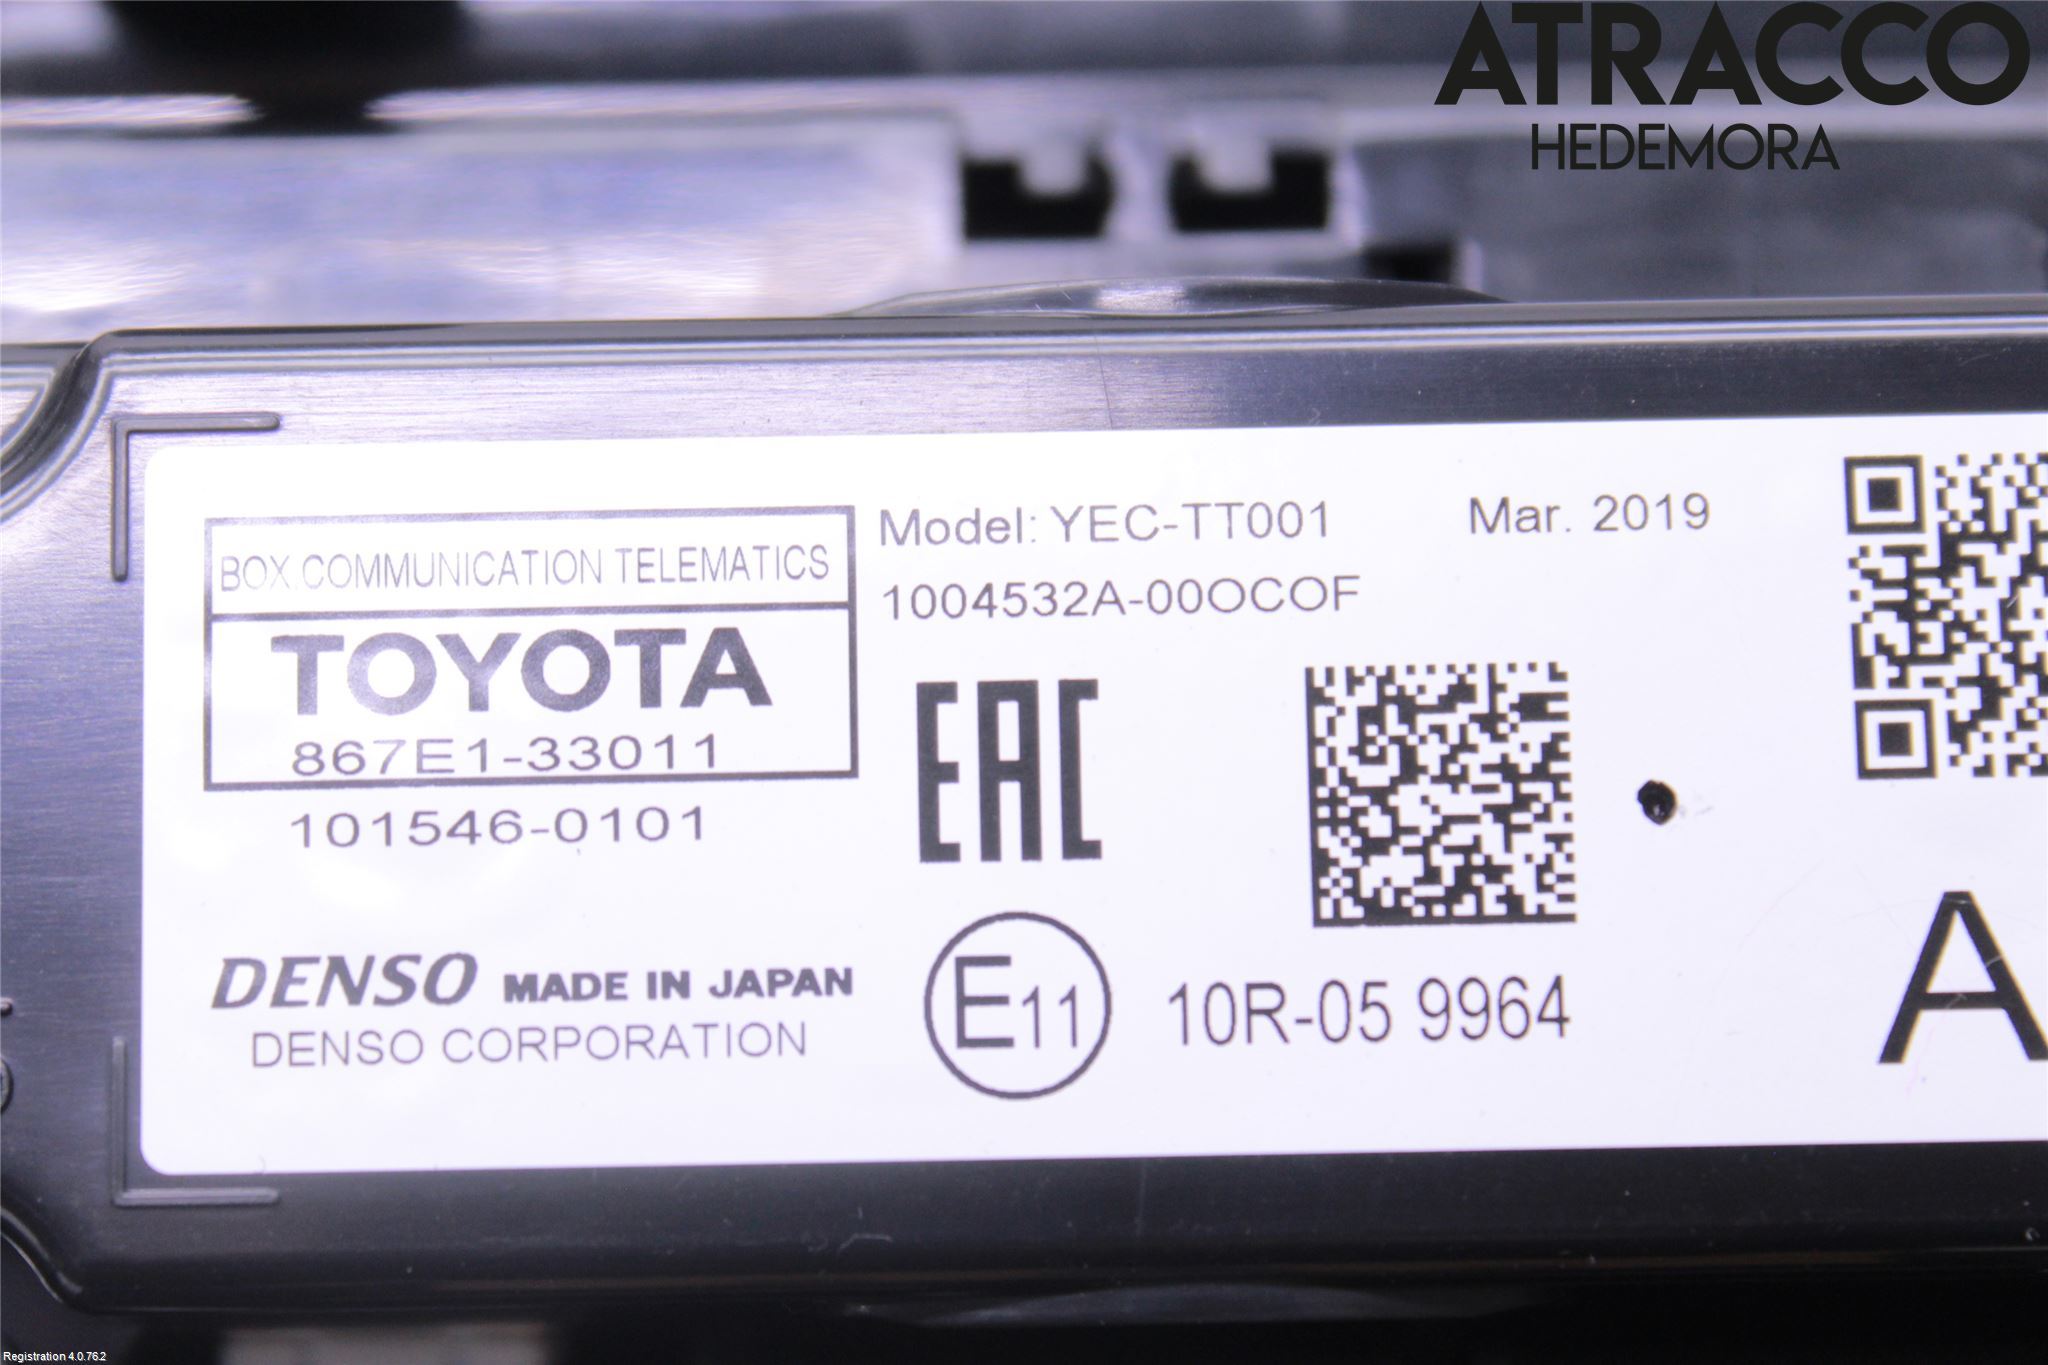 ATRACCO
HEDEMORA
BOX,COMMUNICATION TELEMATICS
TOYOTA
867E1-33011
101546-0101
DENSO MADE IN JAPAN
DENSO CORPORATION
Model: YEC-TT001 Mar. 2019
1004532A-00OCOF
EAC
E11 10R-05 9964
A
Registration 4.0.76.2